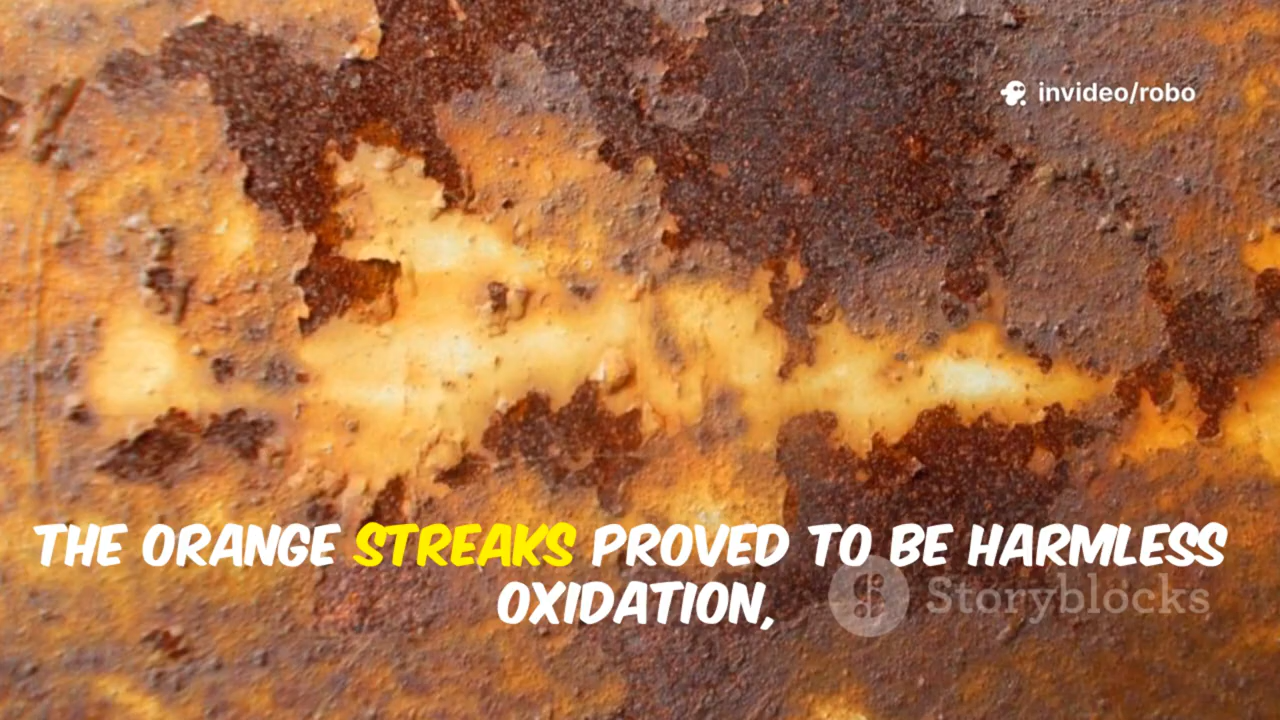 invideo/robo
THE ORANGE STREAKS PROVED TO BE HARMLESS
OXIDATION,
Storyblocks